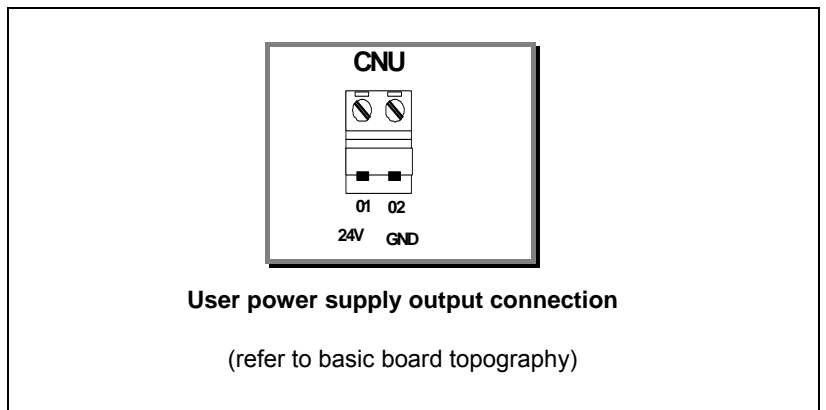 CNU
01 02
24V GND
User power supply output connection
(refer to basic board topography)